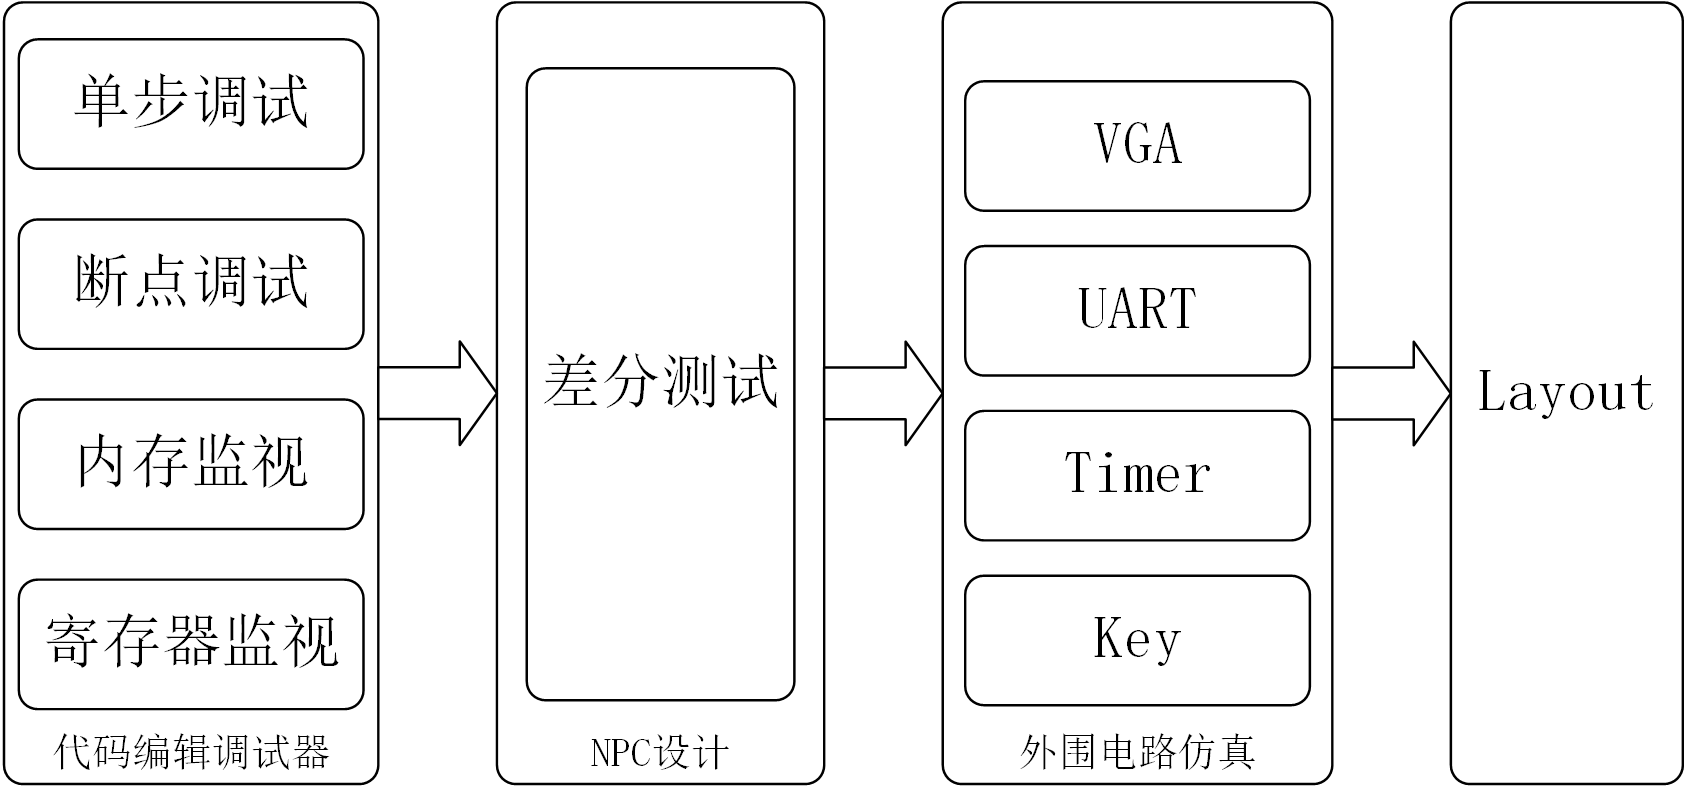 单步调试
断点调试
内存监视
寄存器监视
代码编辑调试器
差分测试
NPC设计
VGA
UART
Timer
Key
外围电路仿真
Layout